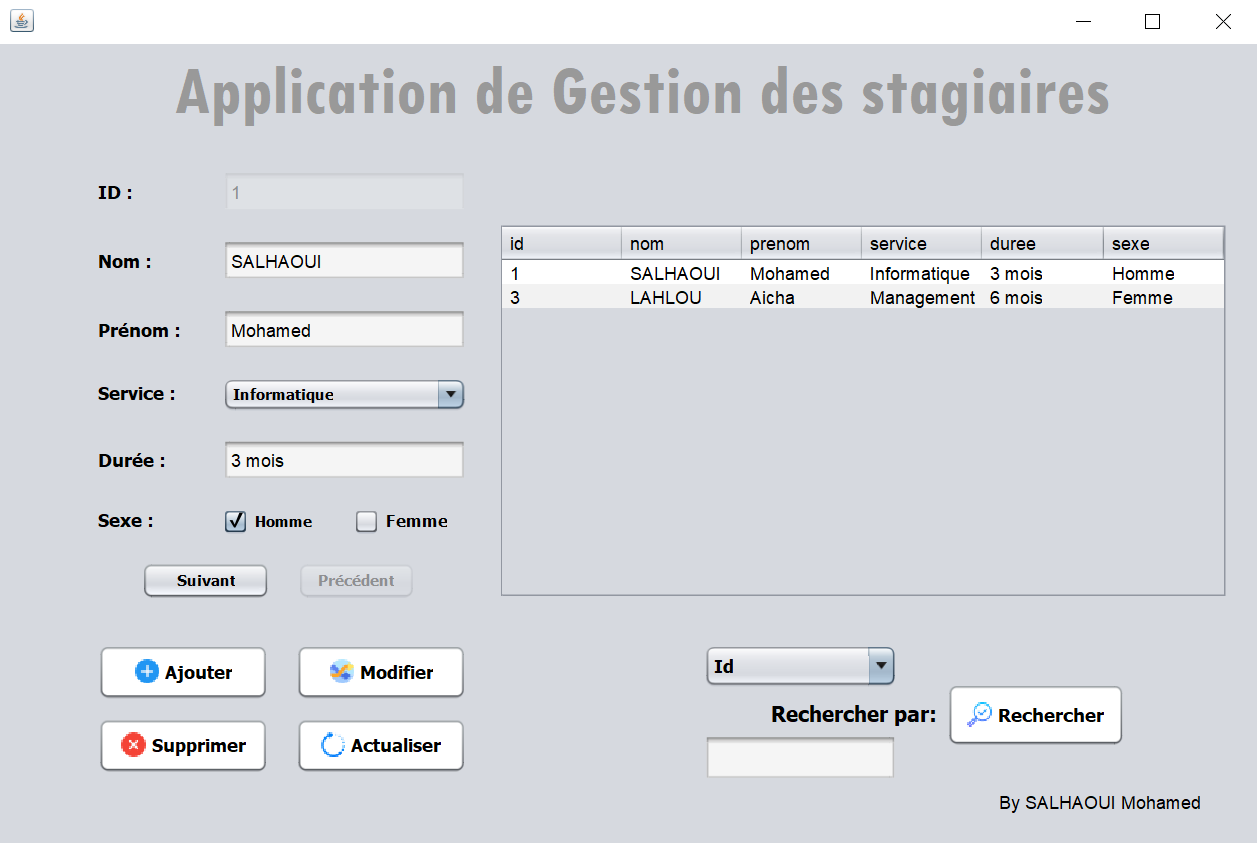 Application de Gestion des stagiaires
ID : 1
Nom : SALHAOUI
Prénom : Mohamed
Service : Informatique
Durée : 3 mois
Sexe : Homme Femme
Suivant Précédent
Ajouter Modifier
Supprimer Actualiser
id nom prenom service duree sexe
1 SALHAOUI Mohamed Informatique 3 mois Homme
3 LAHLOU Aicha Management 6 mois Femme
Id
Rechercher par: Rechercher
By SALHAOUI Mohamed